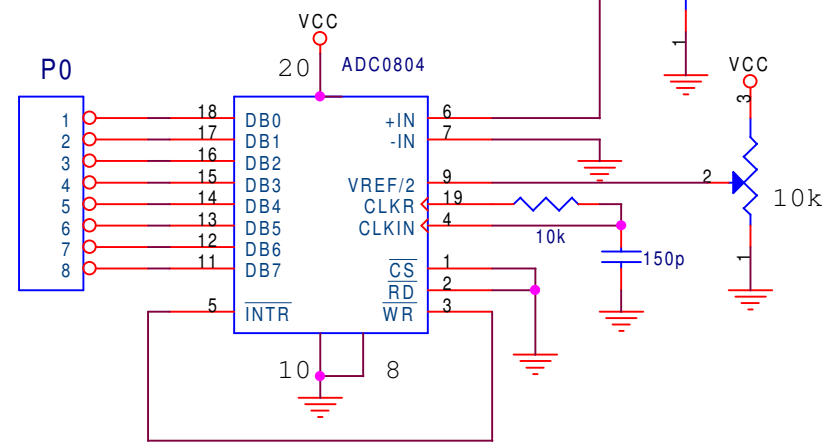 VCC
20 ADC0804
1
VCC
P0
3
1 18 DB0 +IN 6
2 17 DB1 -IN 7
3 16 DB2
4 15 DB3 VREF/2 9 2
5 14 DB4 CLKR 19 10k
6 13 DB5 CLKIN 4 10k
7 12 DB6
8 11 DB7 CS 1 150p 1
RD 2
5 INTR WR 3
10 8